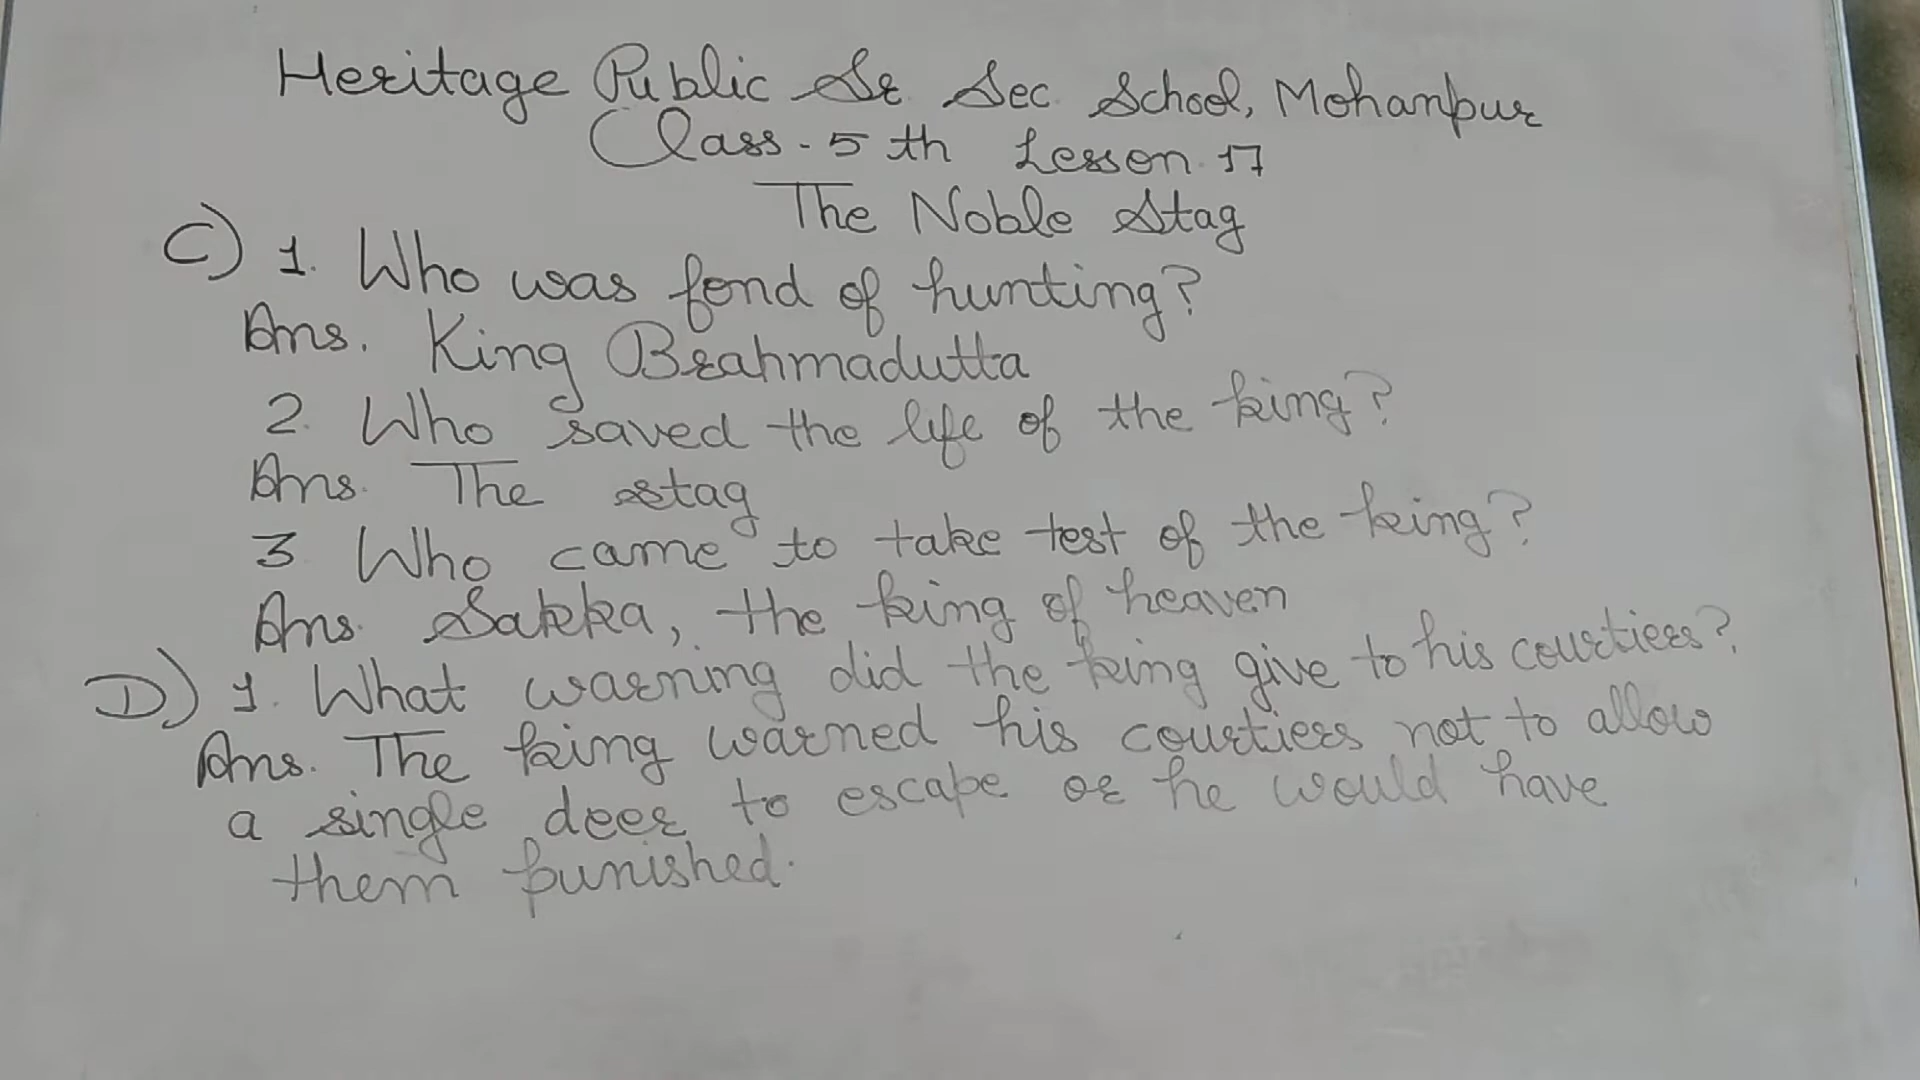 Heritage Public Sr. Sec. School, Mohanpur
Class - 5 th Lesson. 17
The Noble Stag
C) 1. Who was fond of hunting?
Ans. King Brahmadutta
2. Who saved the life of the king?
Ans. The stag
3 Who came to take test of the king?
Ans. Sakka, the king of heaven
D) 1. What warning did the king give to his courtiers?
Ans. The king warned his courtiers not to allow
a single deer to escape or he would have
them punished.